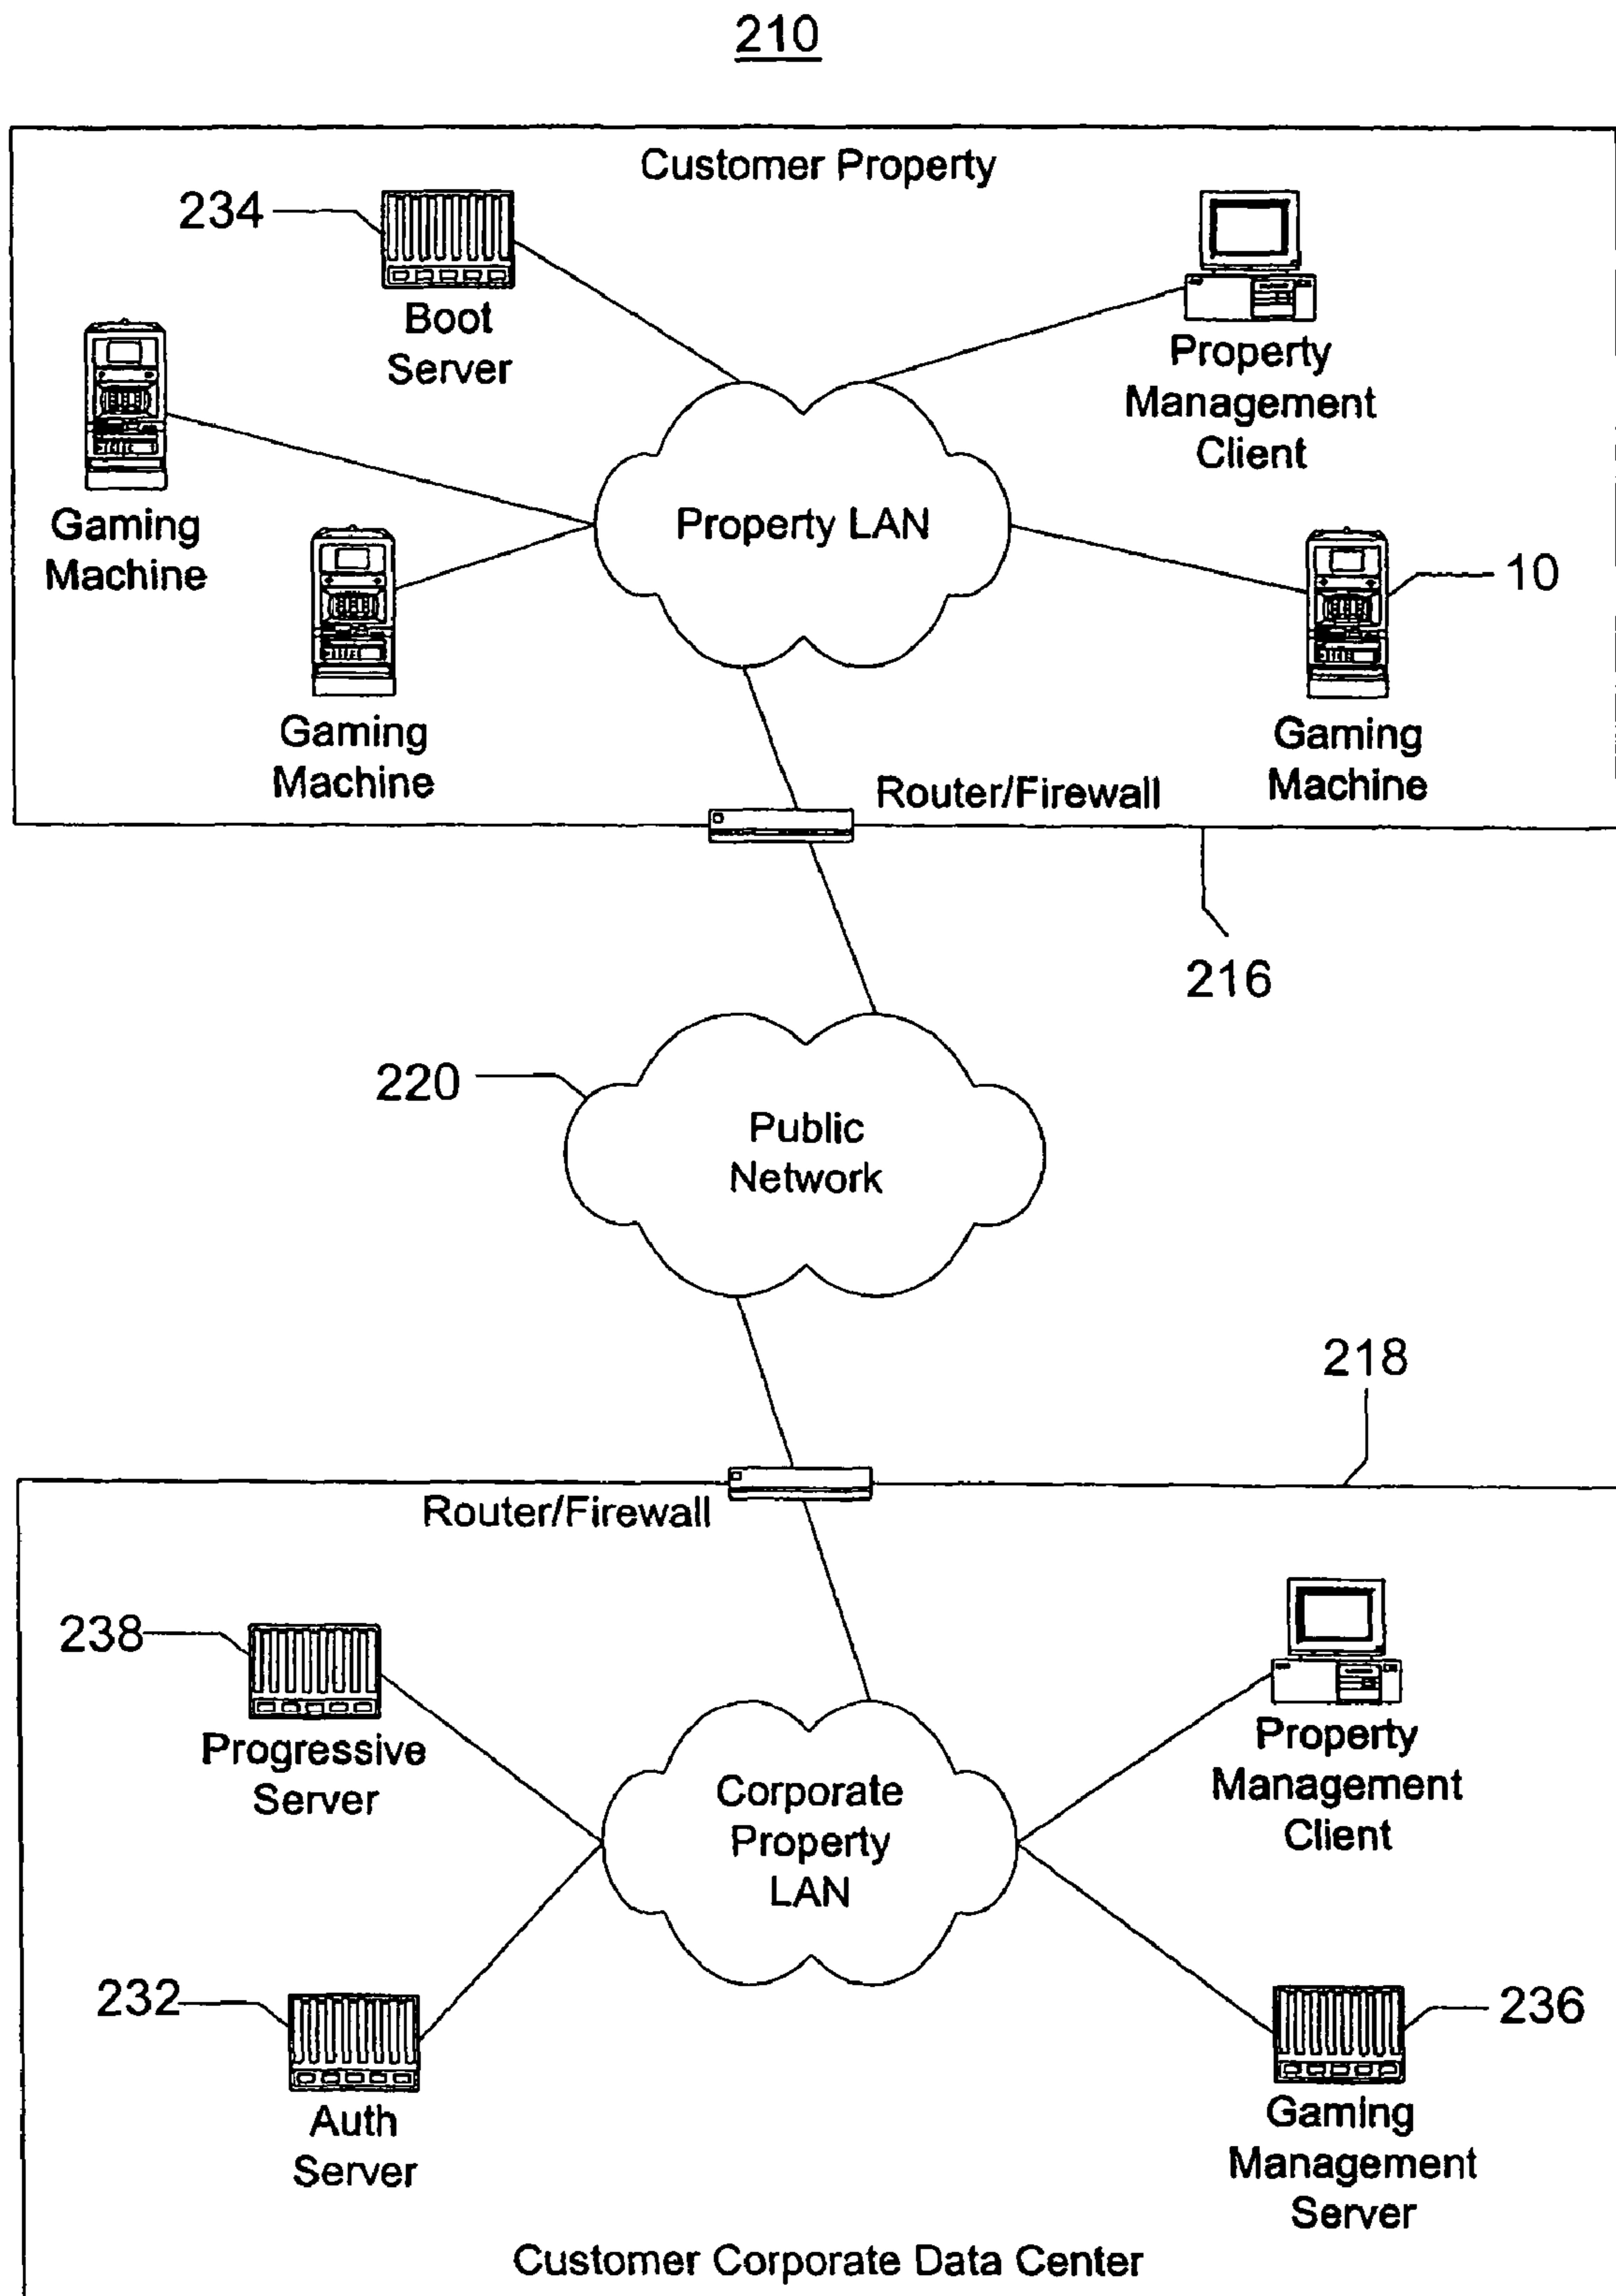 210
Customer Property
234
Boot
Server
Property
Management
Client
Gaming
Machine
Property LAN
10
Gaming
Machine
Gaming
Machine
Router/Firewall
216
220
Public
Network
218
Router/Firewall
238
Progressive
Server
Corporate
Property
LAN
Property
Management
Client
232
Auth
Server
236
Gaming
Management
Server
Customer Corporate Data Center